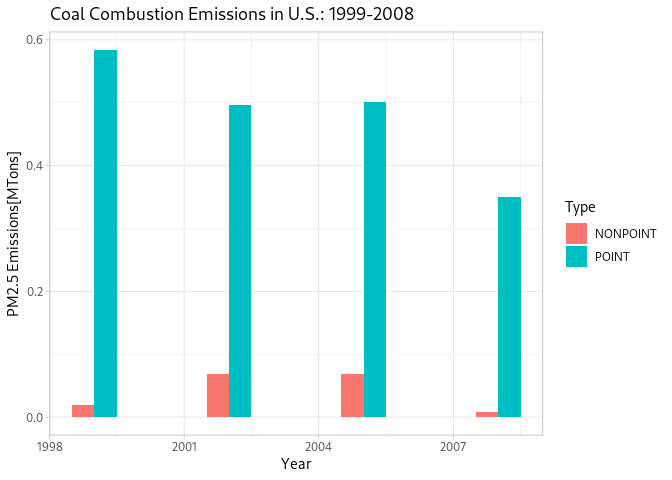 Coal Combustion Emissions in U.S.: 1999-2008
PM2.5 Emissions[MTons]
0.6
0.4
0.2
0.0
1998 2001 2004 2007
Year
Type
NONPOINT
POINT